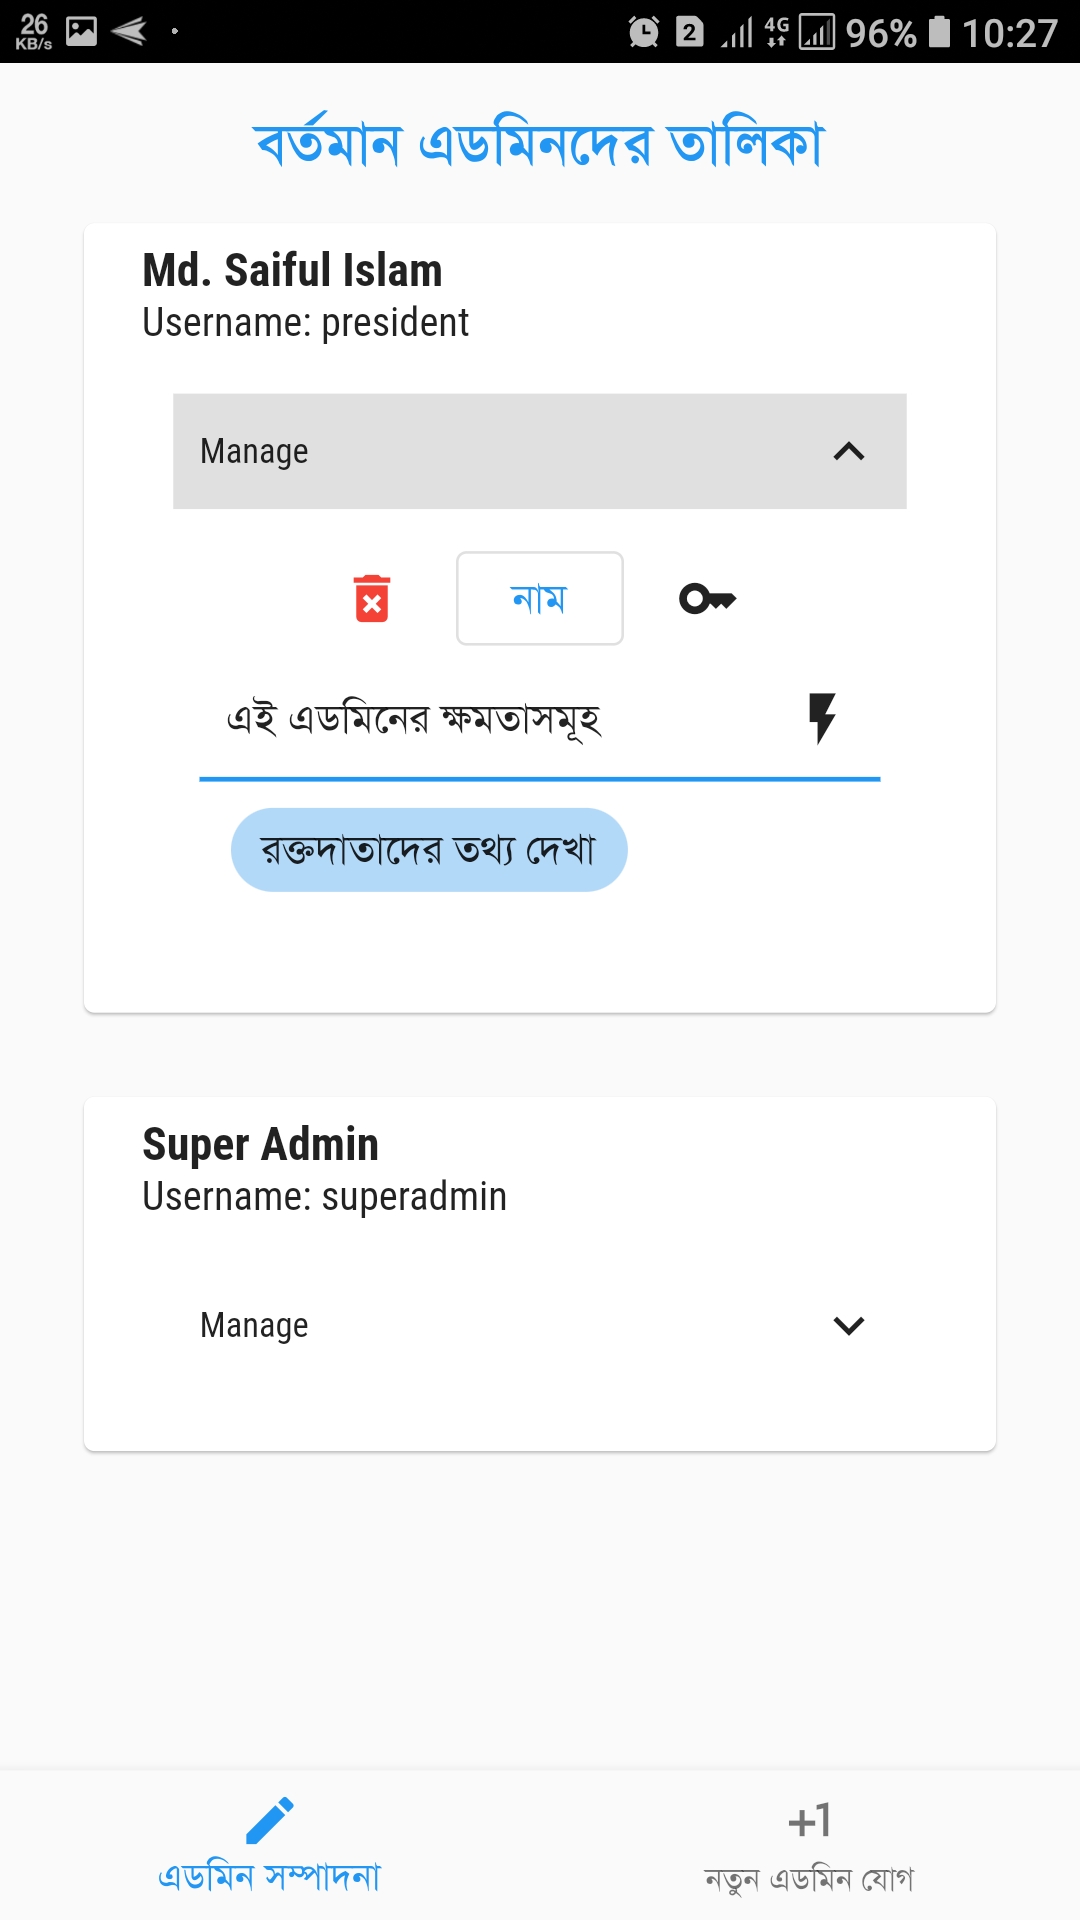 26
KB/s
2
4G
96%
10:27
বর্তমান এডমিনদের তালিকা
Md. Saiful Islam
Username: president
Manage
নাম
এই এডমিনের ক্ষমতাসমূহ
রক্তদাতাদের তথ্য দেখা
Super Admin
Username: superadmin
Manage
+1
এডমিন সম্পাদনা
নতুন এডমিন যোগ